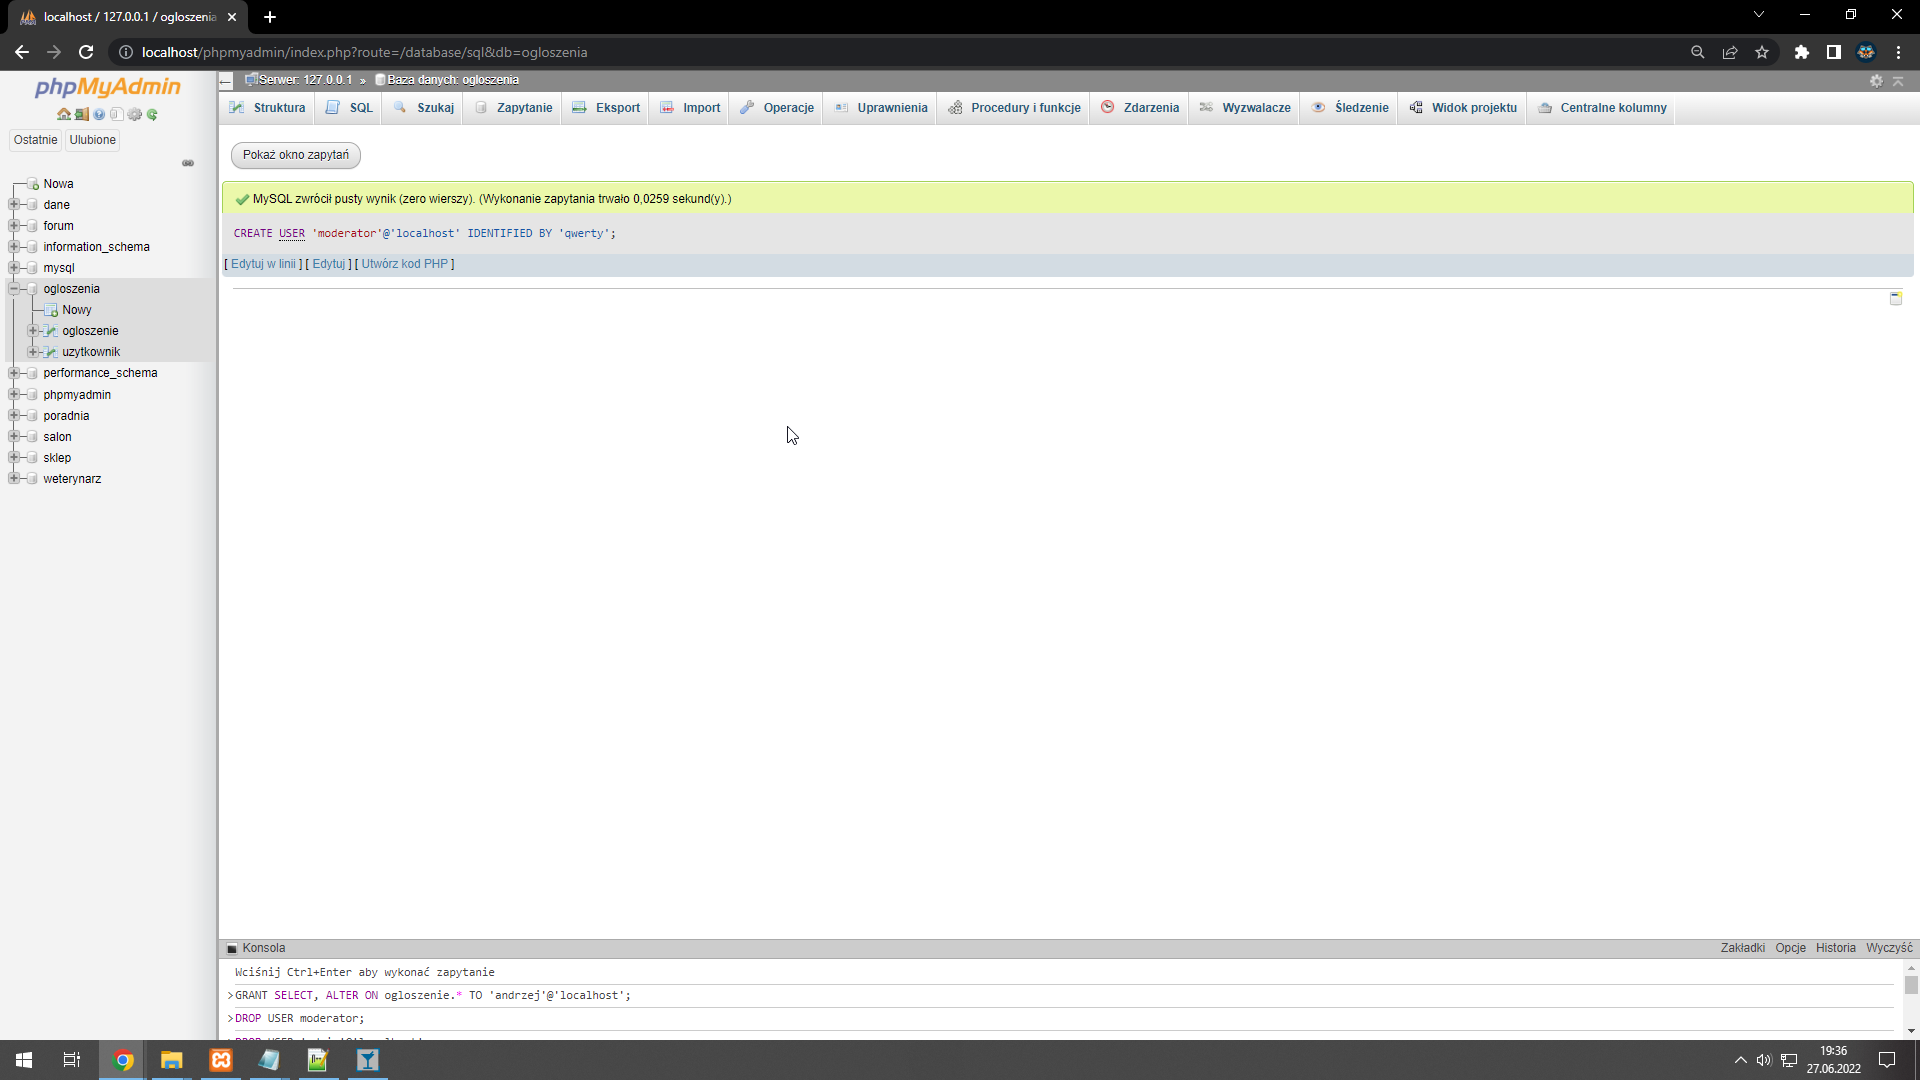 localhost / 127.0.0.1 / ogloszenia
localhost/phpmyadmin/index.php?route=/database/sql&db=ogloszenia
phpMyAdmin
Ostatnie
Ulubione
Nowa
dane
forum
information_schema
mysql
ogloszenia
Nowy
ogloszenie
uzytkownik
performance_schema
phpmyadmin
poradnia
salon
sklep
weterynarz
Serwer: 127.0.0.1 » Baza danych: ogloszenia
Struktura SQL Szukaj Zapytanie Eksport Import Operacje Uprawnienia Procedury i funkcje Zdarzenia Wyzwalacze Śledzenie Widok projektu Centralne kolumny
Pokaż okno zapytań
MySQL zwrócił pusty wynik (zero wierszy). (Wykonanie zapytania trwało 0,0259 sekund(y).)
CREATE USER 'moderator'@'localhost' IDENTIFIED BY 'qwerty';
[ Edytuj w linii ] [ Edytuj ] [ Utwórz kod PHP ]
Konsola
Zakładki Opcje Historia Wyczyść
Wciśnij Ctrl+Enter aby wykonać zapytanie
>GRANT SELECT, ALTER ON ogloszenie.* TO 'andrzej'@'localhost';
>DROP USER moderator;
19:36
27.06.2022